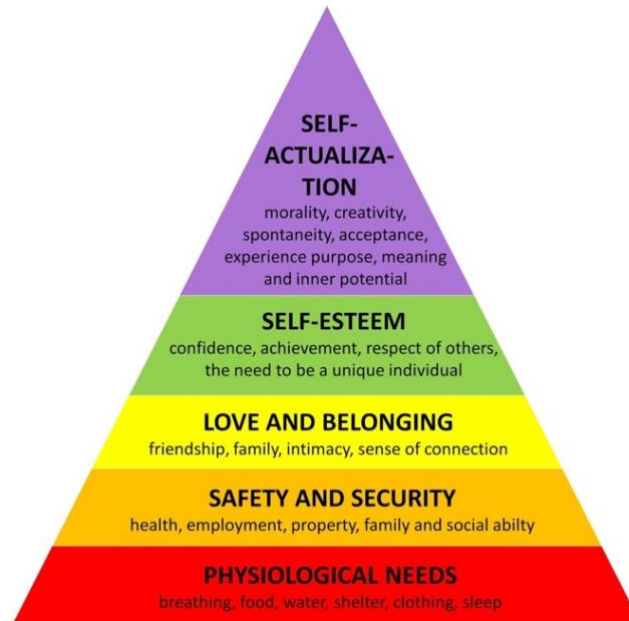 SELF-
ACTUALIZA-
TION
morality, creativity,
spontaneity, acceptance,
experience purpose, meaning
and inner potential
SELF-ESTEEM
confidence, achievement, respect of others,
the need to be a unique individual
LOVE AND BELONGING
friendship, family, intimacy, sense of connection
SAFETY AND SECURITY
health, employment, property, family and social abilty
PHYSIOLOGICAL NEEDS
breathing, food, water, shelter, clothing, sleep